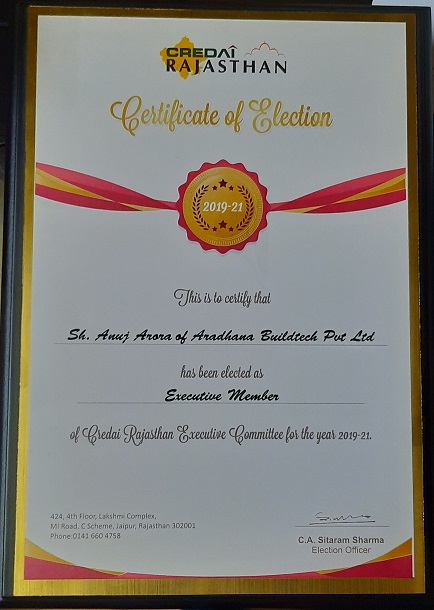 CREDAI
RAJASTHAN
Certificate of Election
2019-21
This is to certify that
Sh. Anuj Arora of Aradhana Buildtech Pvt Ltd
has been elected as
Executive Member
of Credai Rajasthan Executive Committee for the year 2019-21.
424, 4th Floor, Lakshmi Complex,
MI Road, C Scheme, Jaipur, Rajasthan 302001
Phone:0141 660 4758
C.A. Sitaram Sharma
Election Officer